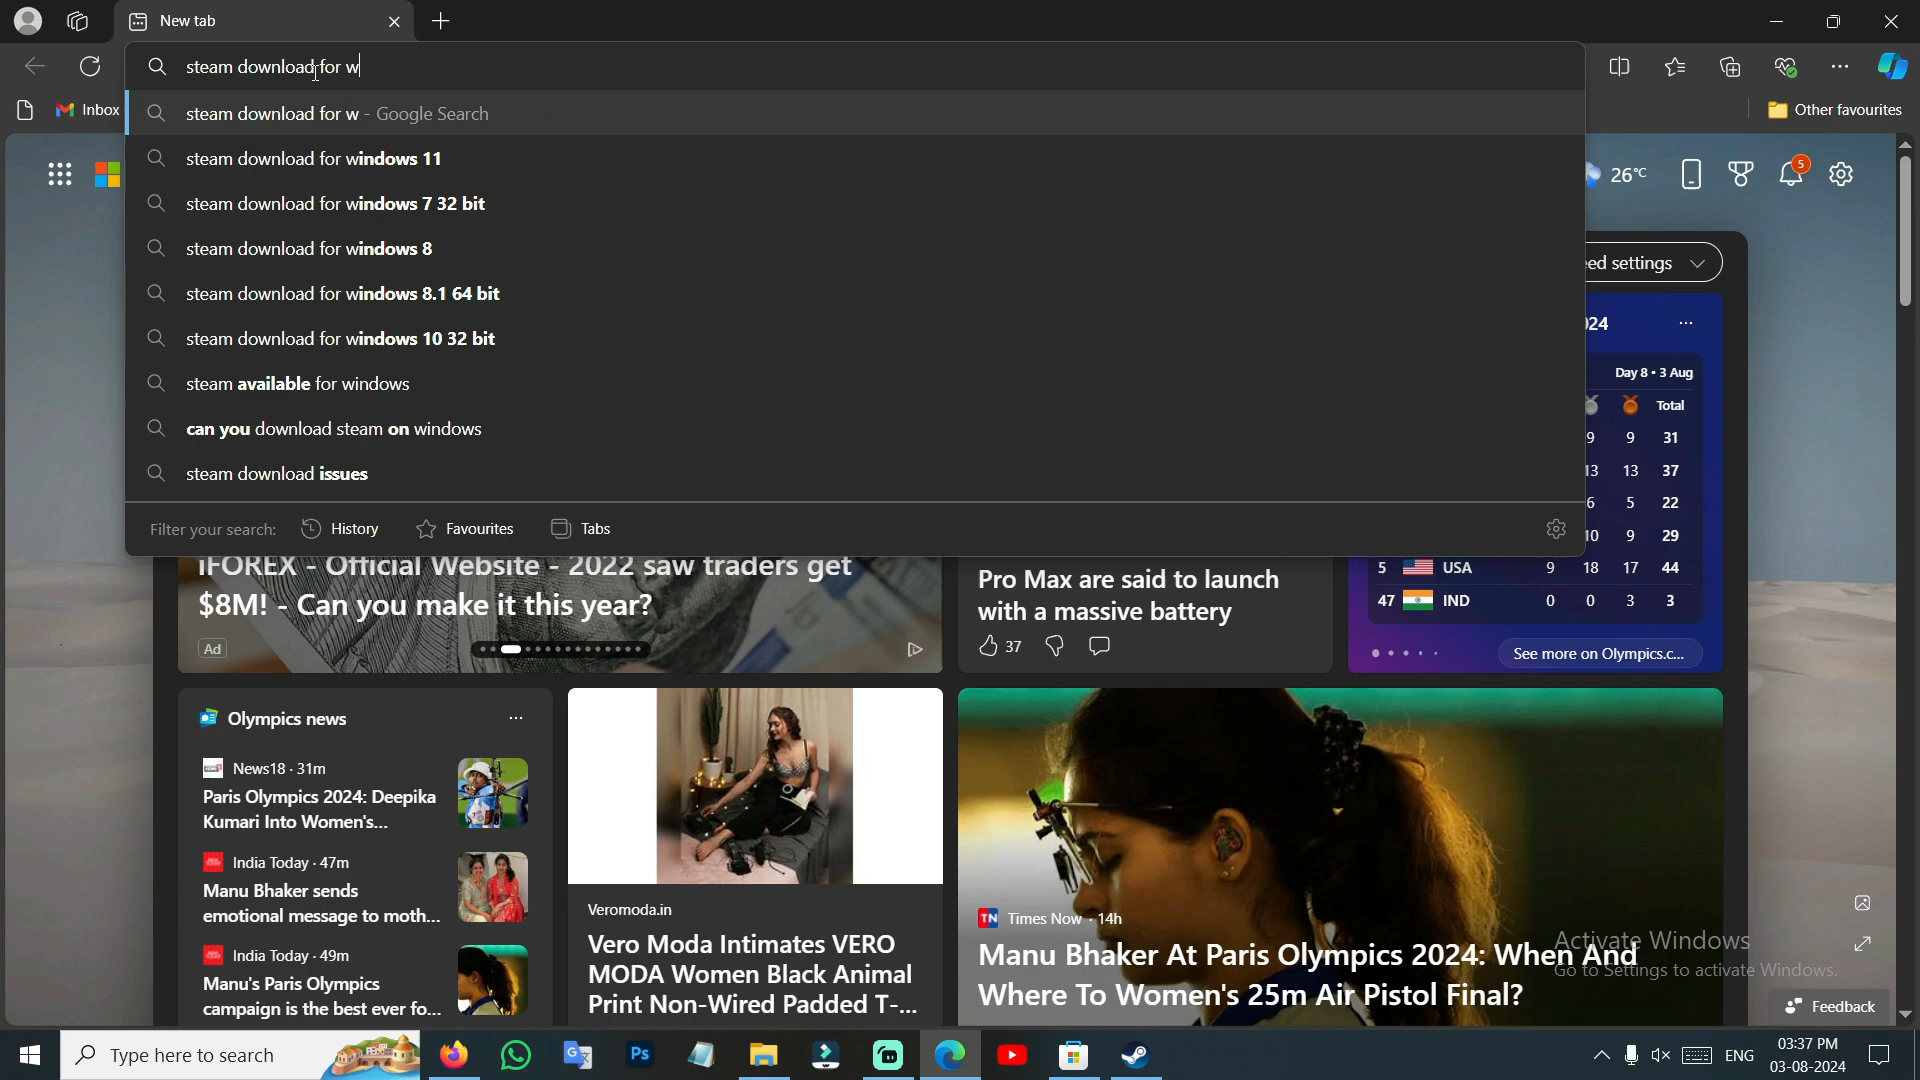 New tab
steam download for w
Inbox
Other favourites
steam download for w - Google Search
steam download for windows 11
steam download for windows 7 32 bit
steam download for windows 8
steam download for windows 8.1 64 bit
steam download for windows 10 32 bit
steam available for windows
can you download steam on windows
steam download issues
Filter your search:
History
Favourites
Tabs
26°C
5
settings
Day 8 • 3 Aug
Total
9 9 31
13 13 37
6 5 22
10 9 29
5 USA 9 18 17 44
47 IND 0 0 3 3
See more on Olympics.c...
iFOREX - Official Website - 2022 saw traders get
$8M! - Can you make it this year?
Ad
Pro Max are said to launch
with a massive battery
37
Olympics news
News18 · 31m
Paris Olympics 2024: Deepika
Kumari Into Women's...
India Today · 47m
Manu Bhaker sends
emotional message to moth...
India Today · 49m
Manu's Paris Olympics
campaign is the best ever fo...
Veromoda.in
Vero Moda Intimates VERO
MODA Women Black Animal
Print Non-Wired Padded T-...
TN Times Now · 14h
Manu Bhaker At Paris Olympics 2024: When And
Where To Women's 25m Air Pistol Final?
Activate Windows
Go to Settings to activate Windows.
Feedback
Type here to search
Ps
ENG
03:37 PM
03-08-2024